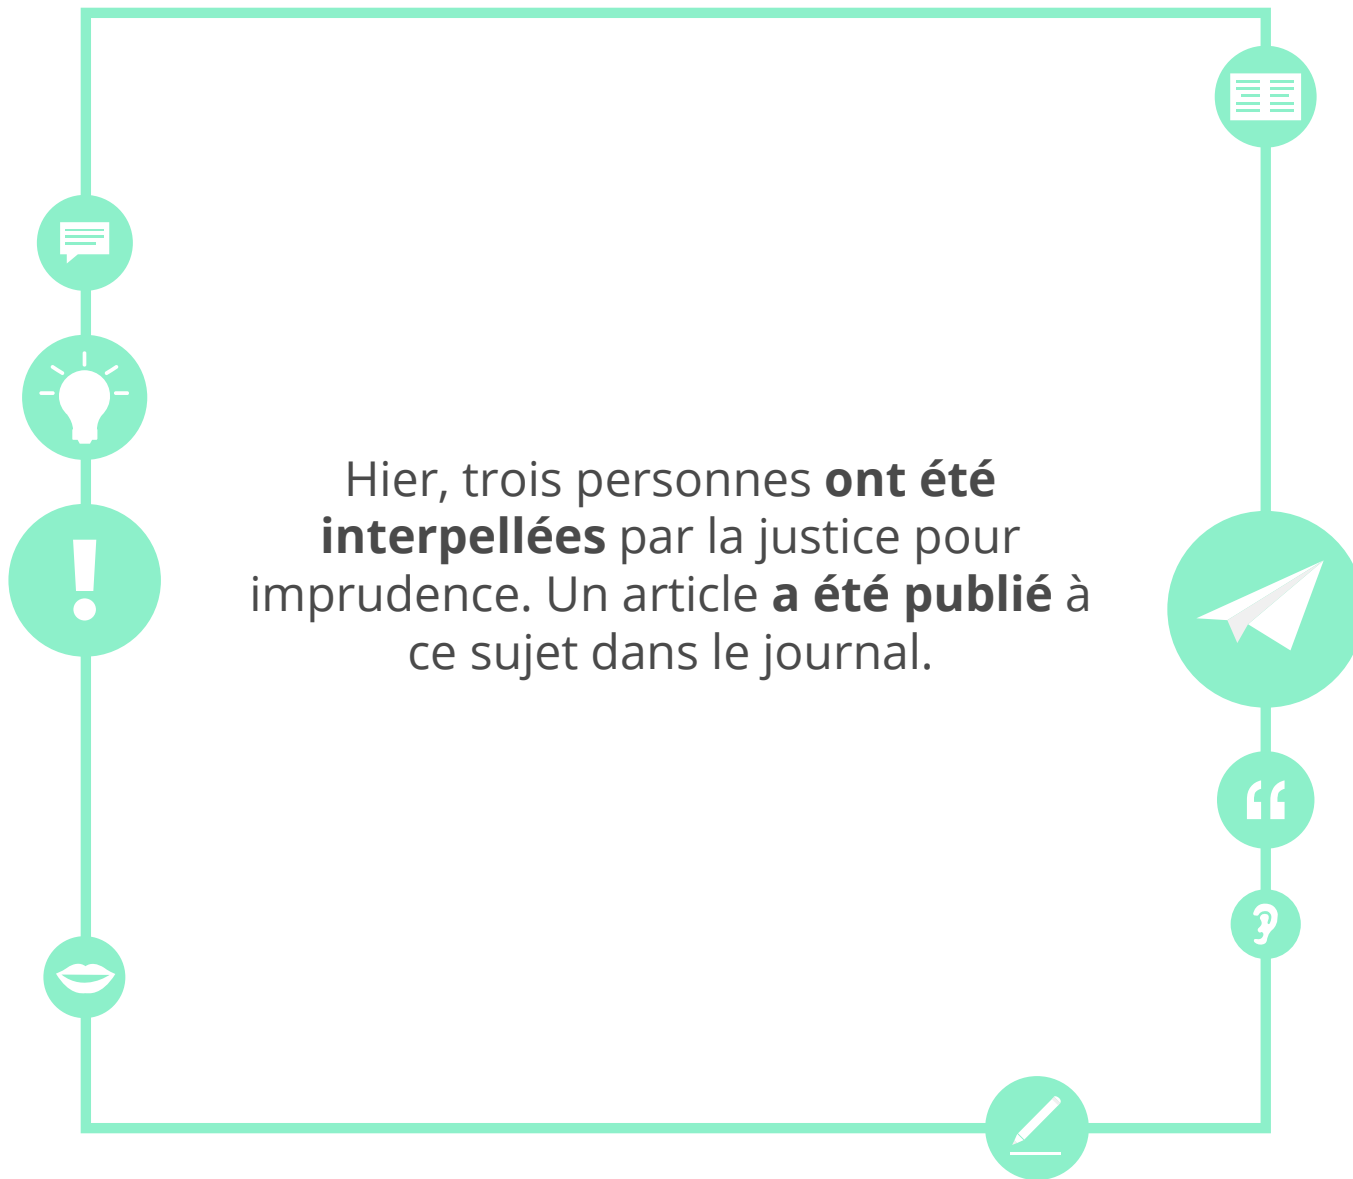 Hier, trois personnes ont été
interpellées par la justice pour
imprudence. Un article a été publié à
ce sujet dans le journal.